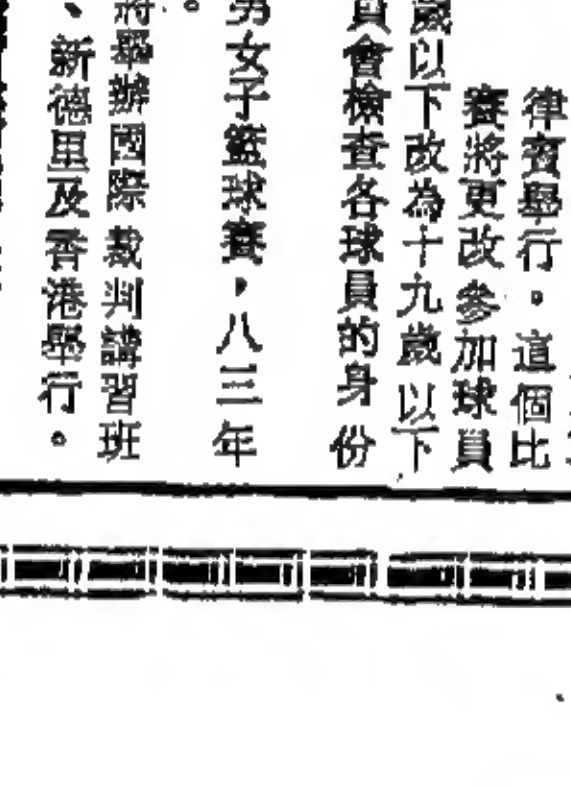 律賓舉行。這個比
賽將更改參加球員
歲以下改為十九歲以下
員會檢查各球員的身份
男女子籃球賽，八三年
。
將舉辦國際裁判講習班
、新德里及香港舉行。